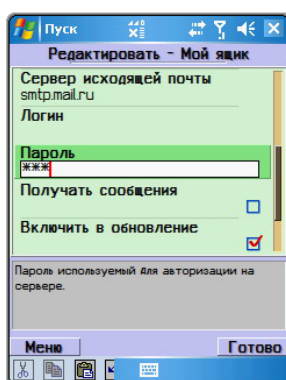 Пуск
Редактировать - Мой ящик
Сервер исходящей почты
smtp.mail.ru
Логин
Пароль
***
Получать сообщения
Включить в обновление
Пароль используемый для авторизации на
сервере.
Меню Готово